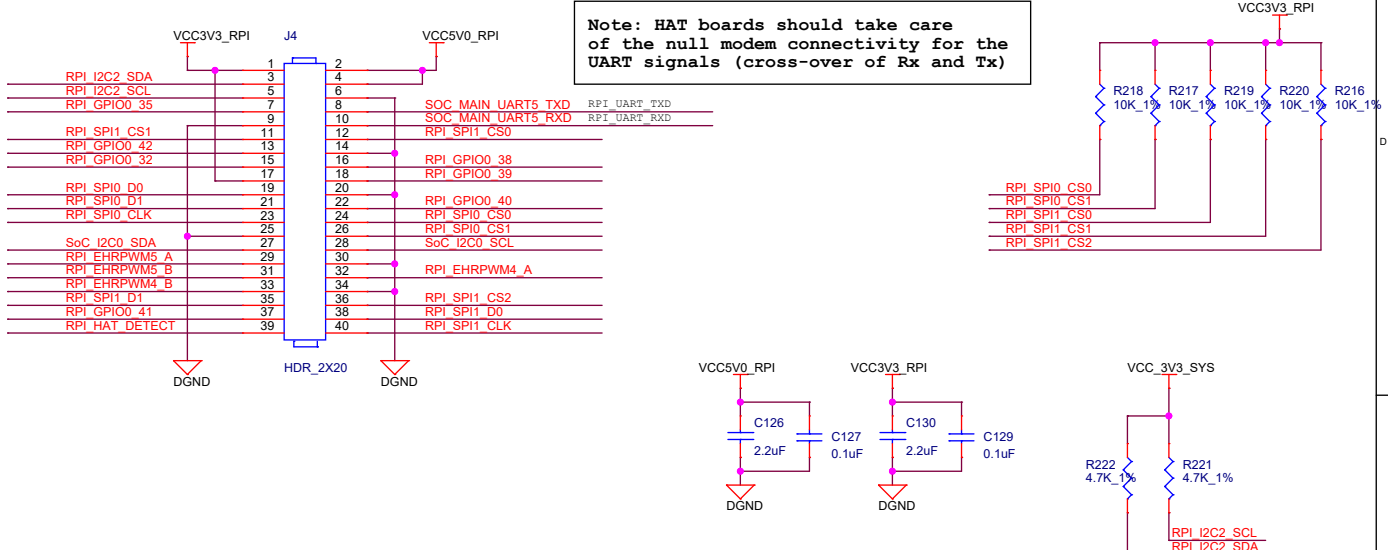 Note: HAT boards should take care
of the null modem connectivity for the
UART signals (cross-over of Rx and Tx)
VCC3V3_RPI
J4
VCC5V0_RPI
1 2
RPI_I2C2_SDA 3 4
RPI_I2C2_SCL 5 6
RPI_GPIO0_35 7 8 SOC_MAIN_UART5_TXD RPI_UART_TXD
9 10 SOC_MAIN_UART5_RXD RPI_UART_RXD
RPI_SPI1_CS1 11 12 RPI_SPI1_CS0
RPI_GPIO0_42 13 14
RPI_GPIO0_32 15 16 RPI_GPIO0_38
17 18 RPI_GPIO0_39
RPI_SPI0_D0 19 20
RPI_SPI0_D1 21 22 RPI_GPIO0_40
RPI_SPI0_CLK 23 24 RPI_SPI0_CS0
25 26 RPI_SPI0_CS1
SoC_I2C0_SDA 27 28 SoC_I2C0_SCL
RPI_EHRPWM5_A 29 30
RPI_EHRPWM5_B 31 32 RPI_EHRPWM4_A
RPI_EHRPWM4_B 33 34
RPI_SPI1_D1 35 36 RPI_SPI1_CS2
RPI_GPIO0_41 37 38 RPI_SPI1_D0
RPI_HAT_DETECT 39 40 RPI_SPI1_CLK
HDR_2X20
DGND
DGND
VCC3V3_RPI
R218 R217 R219 R220 R216
10K_1% 10K_1% 10K_1% 10K_1% 10K_1%
D
RPI_SPI0_CS0
RPI_SPI0_CS1
RPI_SPI1_CS0
RPI_SPI1_CS1
RPI_SPI1_CS2
VCC5V0_RPI
C126
2.2uF
C127
0.1uF
DGND
VCC3V3_RPI
C130
2.2uF
C129
0.1uF
DGND
VCC_3V3_SYS
R222
4.7K_1%
R221
4.7K_1%
RPI_I2C2_SCL
RPI_I2C2_SDA